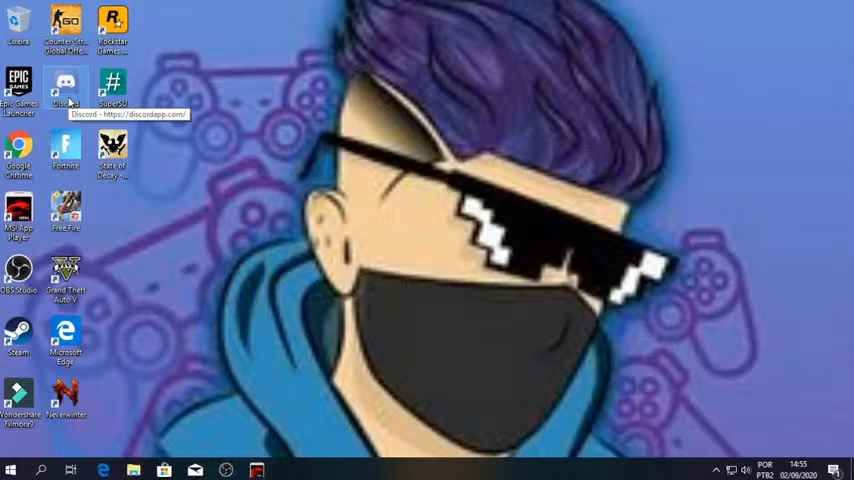 Lixeira
Counter-Str...
Global Offe...
Rockstar
Games ...
EPIC
GAMES
Epic Games
Launcher
Discord
SuperSU
Discord - https://discordapp.com/
Google
Chrome
Fortnite
State of
Decay -...
MSI App
Player
Free Fire
OBS Studio
Grand Theft
Auto V
Steam
Microsoft
Edge
Wondershare
Filmora9
Neverwinter
POR
PTB2
14:55
02/09/2020